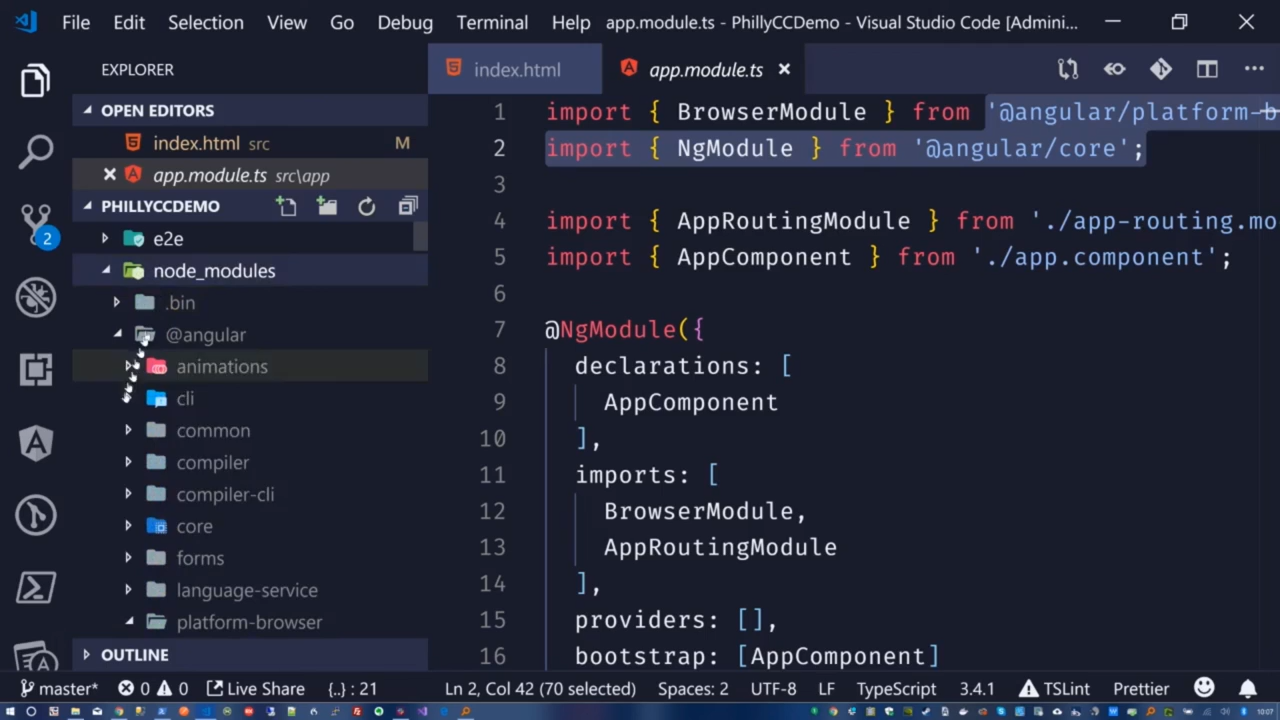 File Edit Selection View Go Debug Terminal Help app.module.ts - PhillyCCDemo - Visual Studio Code [Admini...
EXPLORER
index.html
app.module.ts
OPEN EDITORS
index.html src M
app.module.ts src\app
PHILLYCCDEMO
e2e
node_modules
.bin
@angular
animations
cli
common
compiler
compiler-cli
core
forms
language-service
platform-browser
OUTLINE
2
1 import { BrowserModule } from '@angular/platform-b
2 import { NgModule } from '@angular/core';
3
4 import { AppRoutingModule } from './app-routing.mo
5 import { AppComponent } from './app.component';
6
7 @NgModule({
8 declarations: [
9 AppComponent
10 ],
11 imports: [
12 BrowserModule,
13 AppRoutingModule
14 ],
15 providers: [],
16 bootstrap: [AppComponent]
master* 0 0 Live Share {..} : 21 Ln 2, Col 42 (70 selected) Spaces: 2 UTF-8 LF TypeScript 3.4.1 TSLint Prettier
10:07